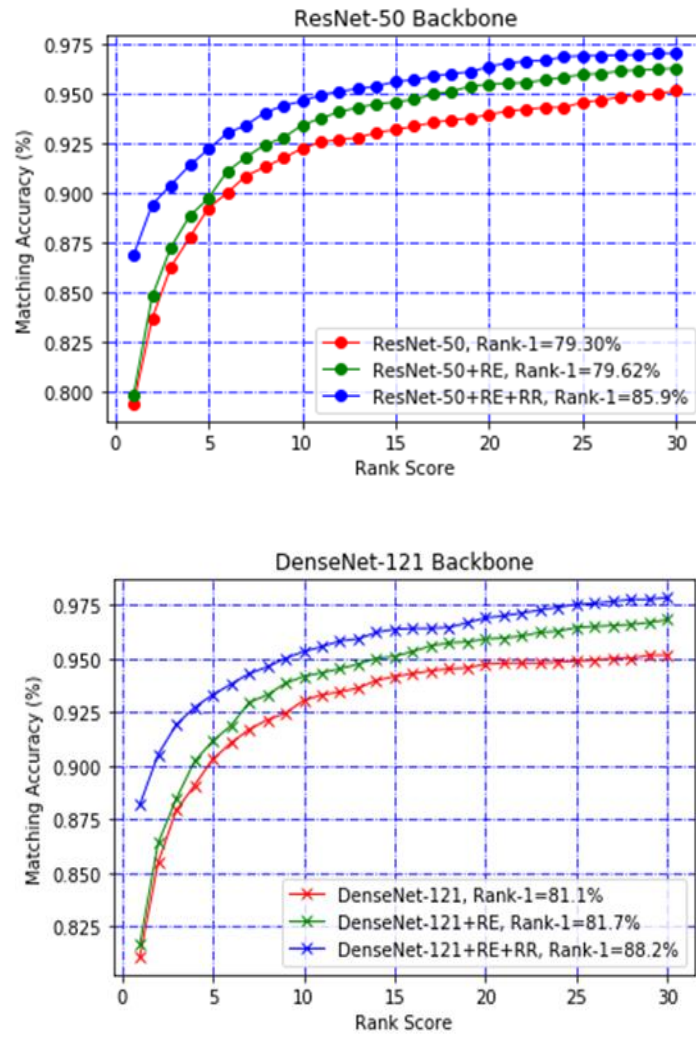 ResNet-50 Backbone
Matching Accuracy (%)
0.975
0.950
0.925
0.900
0.875
0.850
0.825
0.800
ResNet-50, Rank-1=79.30%
ResNet-50+RE, Rank-1=79.62%
ResNet-50+RE+RR, Rank-1=85.9%
0 5 10 15 20 25 30
Rank Score
DenseNet-121 Backbone
Matching Accuracy (%)
0.975
0.950
0.925
0.900
0.875
0.850
0.825
DenseNet-121, Rank-1=81.1%
DenseNet-121+RE, Rank-1=81.7%
DenseNet-121+RE+RR, Rank-1=88.2%
0 5 10 15 20 25 30
Rank Score